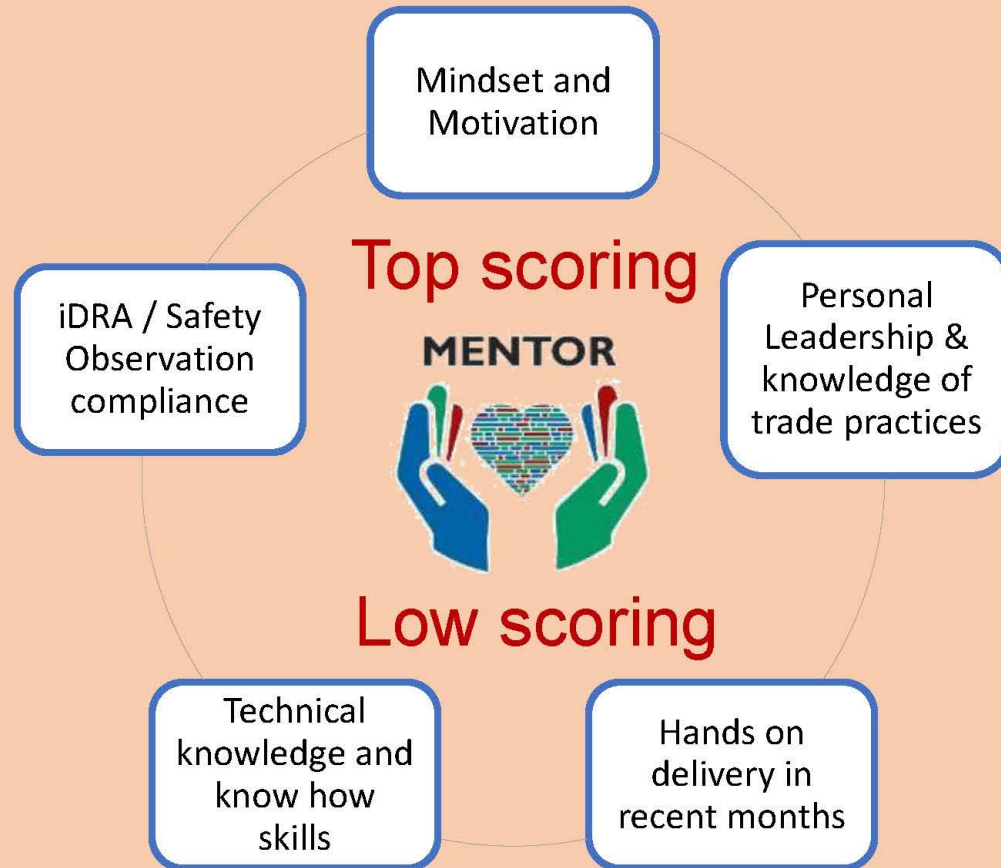 Mindset and
Motivation
Top scoring
iDRA / Safety
Observation
compliance
MENTOR
Personal
Leadership &
knowledge of
trade practices
Low scoring
Technical
knowledge and
know how
skills
Hands on
delivery in
recent months